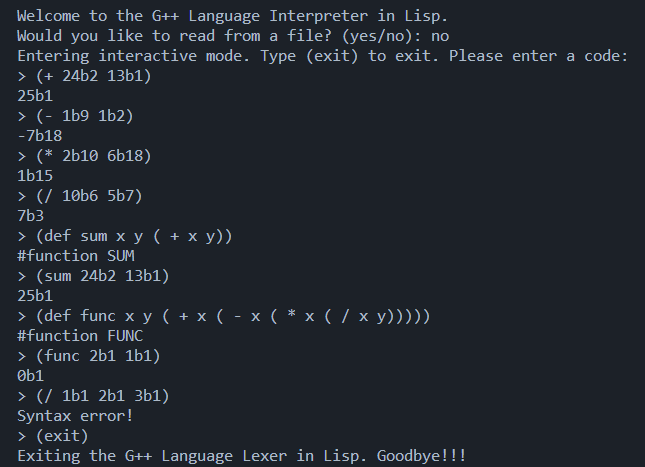 Welcome to the G++ Language Interpreter in Lisp.
Would you like to read from a file? (yes/no): no
Entering interactive mode. Type (exit) to exit. Please enter a code:
> (+ 24b2 13b1)
25b1
> (- 1b9 1b2)
-7b18
> (* 2b10 6b18)
1b15
> (/ 10b6 5b7)
7b3
> (def sum x y ( + x y))
#function SUM
> (sum 24b2 13b1)
25b1
> (def func x y ( + x ( - x ( * x ( / x y)))))
#function FUNC
> (func 2b1 1b1)
0b1
> (/ 1b1 2b1 3b1)
Syntax error!
> (exit)
Exiting the G++ Language Lexer in Lisp. Goodbye!!!